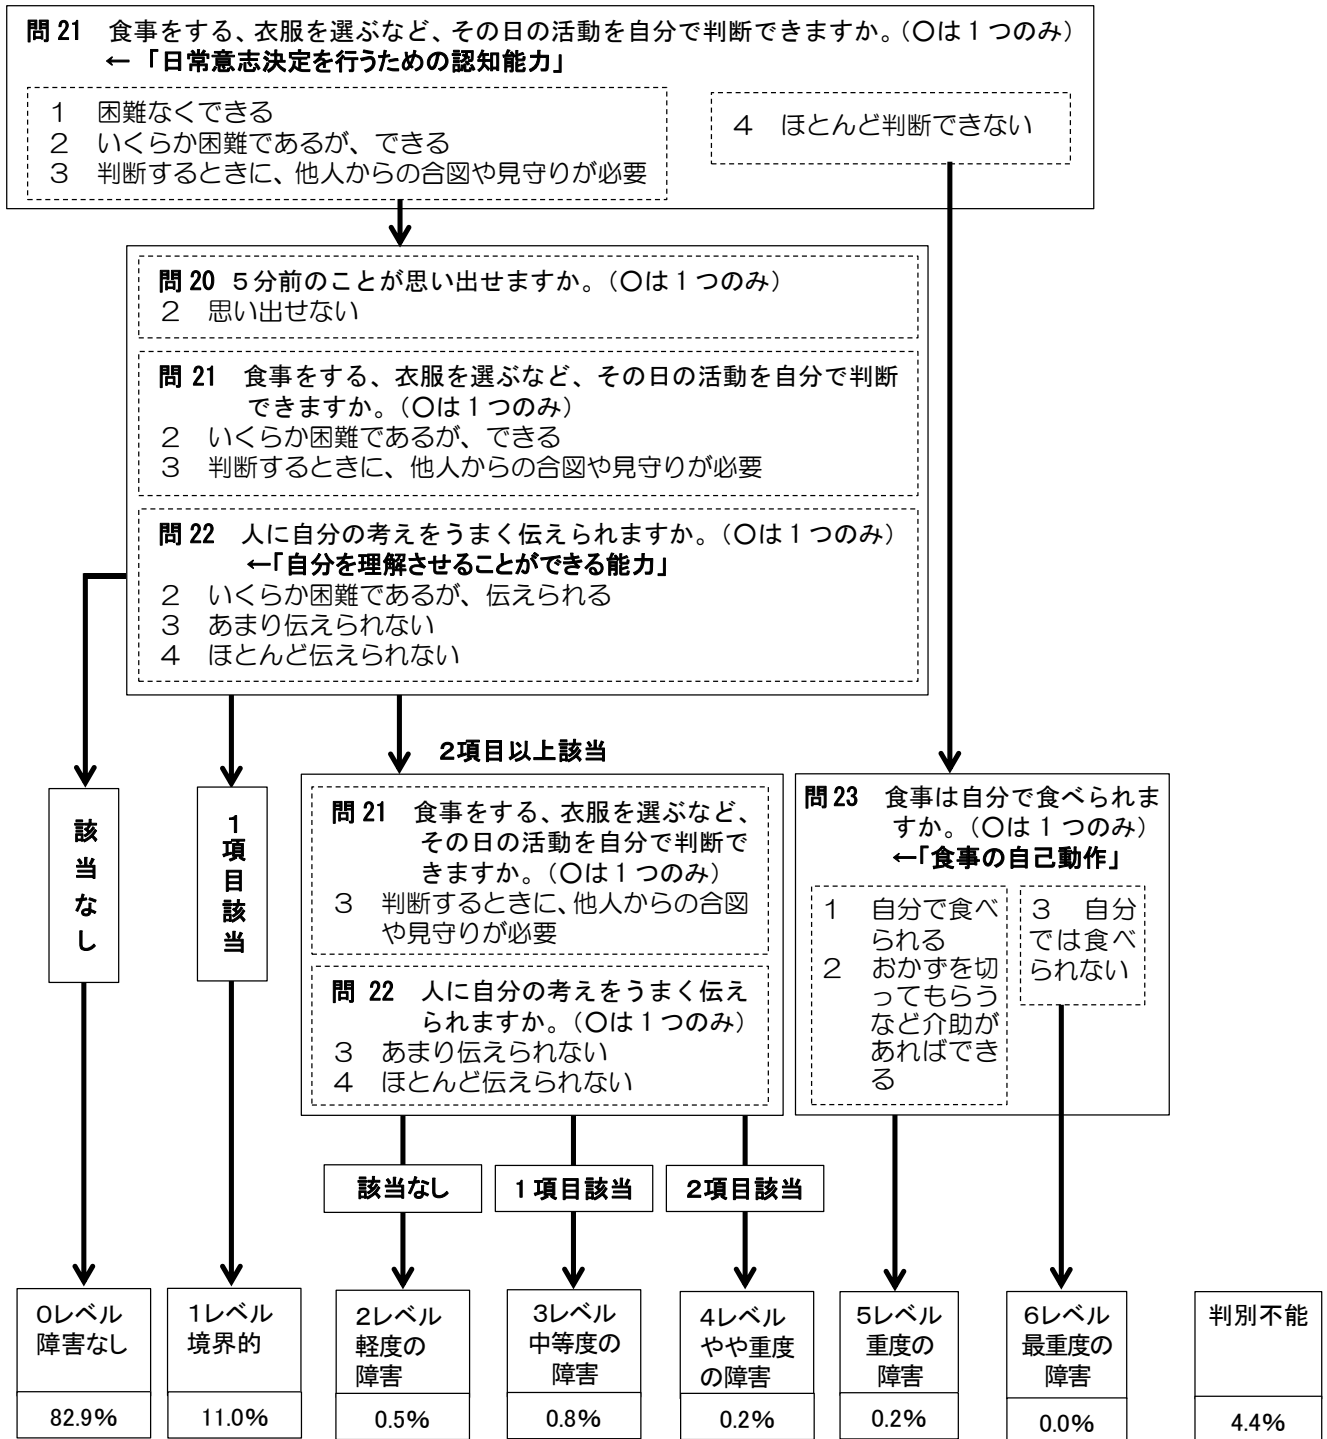 問21 食事をする、衣服を選ぶなど、その日の活動を自分で判断できますか。(〇は1つのみ)
← 「日常意志決定を行うための認知能力」
1 困難なくできる
2 いくらか困難であるが、できる
3 判断するときに、他人からの合図や見守りが必要
4 ほとんど判断できない
問20 5分前のことが思い出せますか。(〇は1つのみ)
2 思い出せない
問21 食事をする、衣服を選ぶなど、その日の活動を自分で判断
できますか。(〇は1つのみ)
2 いくらか困難であるが、できる
3 判断するときに、他人からの合図や見守りが必要
問22 人に自分の考えをうまく伝えられますか。(〇は1つのみ)
←「自分を理解させることができる能力」
2 いくらか困難であるが、伝えられる
3 あまり伝えられない
4 ほとんど伝えられない
該当なし
1項目該当
2項目以上該当
問21 食事をする、衣服を選ぶなど、
その日の活動を自分で判断で
きますか。(〇は1つのみ)
3 判断するときに、他人からの合図
や見守りが必要
問22 人に自分の考えをうまく伝え
られますか。(〇は1つのみ)
3 あまり伝えられない
4 ほとんど伝えられない
問23 食事は自分で食べられま
すか。(〇は1つのみ)
←「食事の自己動作」
1 自分で食べ
られる
2 おかずを切
ってもらう
など介助が
あればでき
る
3 自分
では食べ
られない
該当なし
1項目該当
2項目該当
0レベル
障害なし
82.9%
1レベル
境界的
11.0%
2レベル
軽度の
障害
0.5%
3レベル
中等度の
障害
0.8%
4レベル
やや重度
の障害
0.2%
5レベル
重度の
障害
0.2%
6レベル
最重度の
障害
0.0%
判別不能
4.4%